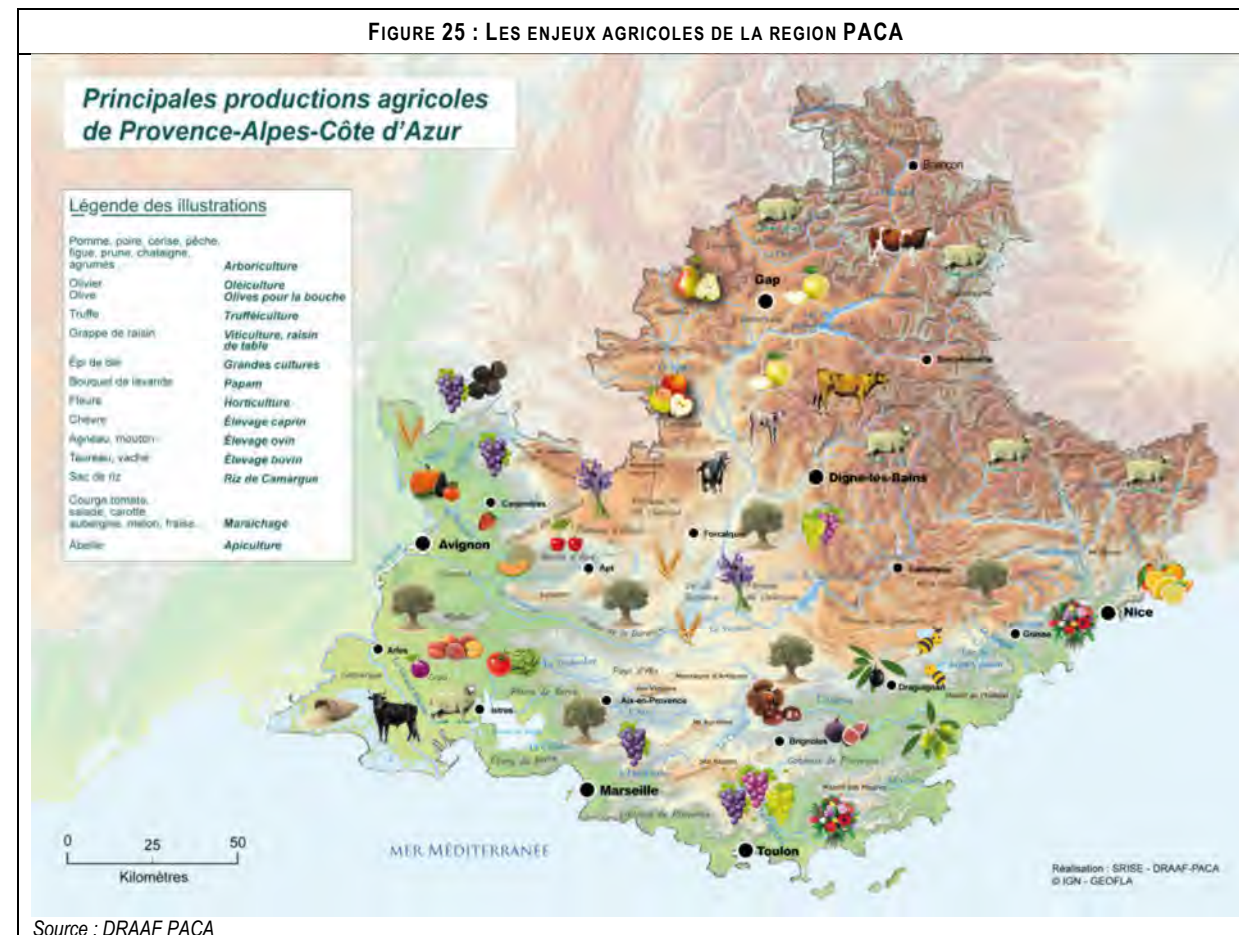 FIGURE 25 : LES ENJEUX AGRICOLES DE LA REGION PACA
Principales productions agricoles
de Provence-Alpes-Côte d'Azur
Légende des illustrations
Pomme, poire, cerise, pêche,
figue, prune, chataigne,
agrumes
Arboriculture
Olivier
Oléiculture
Olive
Olives pour la bouche
Truffe
Trufféiculture
Grappe de raisin
Viticulture, raisin
de table
Épi de blé
Grandes cultures
Bouquet de lavande
Papam
Fleurs
Horticulture
Chèvre
Élevage caprin
Agneau, mouton
Élevage ovin
Taureau, vache
Élevage bovin
Sac de riz
Riz de Camargue
Courge, tomate,
salade, carotte,
aubergine, melon, fraise...
Maraîchage
Abeille
Apiculture
Briançon
Gap
Barcelonnette
Digne-les-Bains
Carpentras
Forcalquier
Avignon
Apt
Castellane
Nice
Grasse
Arles
Draguignan
Istres
Aix-en-Provence
Brignoles
Marseille
Toulon
0 25 50
Kilomètres
MER MÉDITERRANÉE
Réalisation : SRISE - DRAAF-PACA
© IGN - GEOFLA
Source : DRAAF PACA